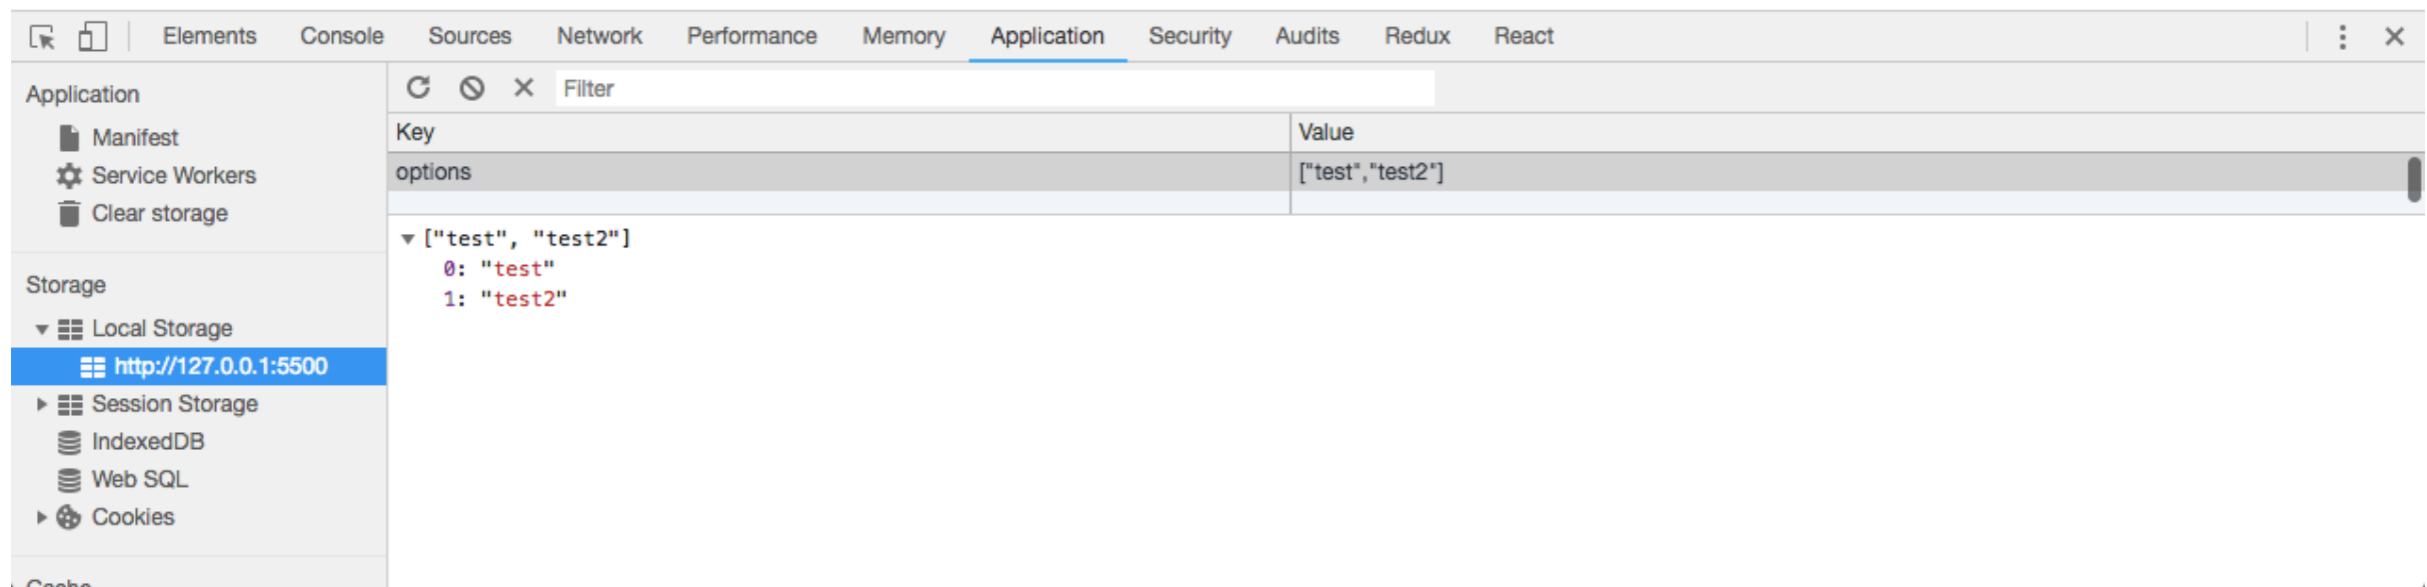 Elements Console Sources Network Performance Memory Application Security Audits Redux React
Application
Manifest
Service Workers
Clear storage
Storage
Local Storage
http://127.0.0.1:5500
Session Storage
IndexedDB
Web SQL
Cookies
Cache
Filter
Key Value
options ["test","test2"]
["test", "test2"]
0: "test"
1: "test2"